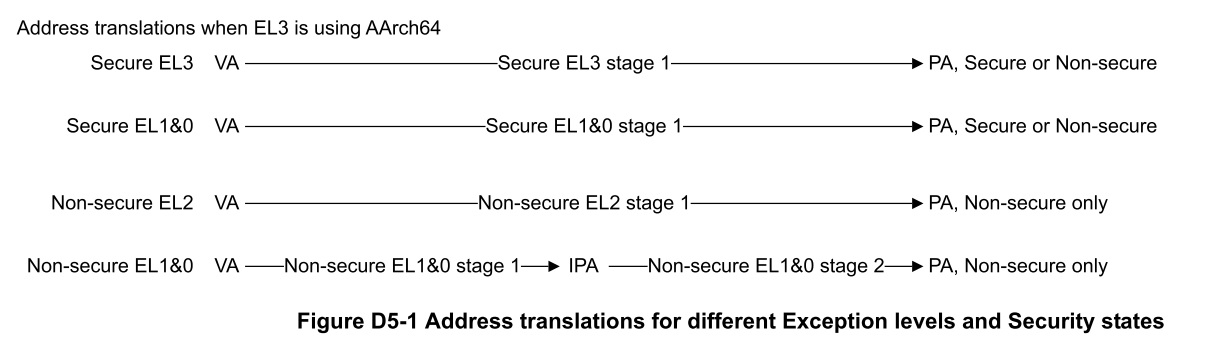 Address translations when EL3 is using AArch64
Secure EL3 VA Secure EL3 stage 1 PA, Secure or Non-secure
Secure EL1&0 VA Secure EL1&0 stage 1 PA, Secure or Non-secure
Non-secure EL2 VA Non-secure EL2 stage 1 PA, Non-secure only
Non-secure EL1&0 VA Non-secure EL1&0 stage 1 IPA Non-secure EL1&0 stage 2 PA, Non-secure only
Figure D5-1 Address translations for different Exception levels and Security states